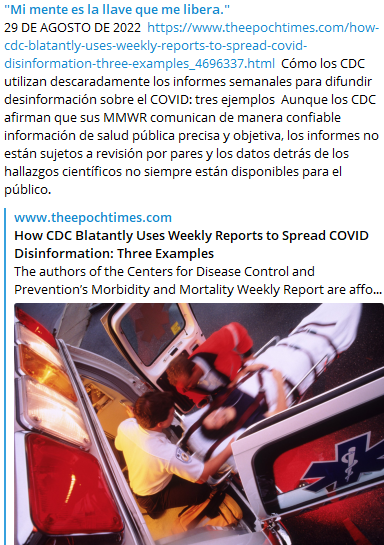 "Mi mente es la llave que me libera."
29 DE AGOSTO DE 2022  https://www.theepochtimes.com/how-
cdc-blatantly-uses-weekly-reports-to-spread-covid-
disinformation-three-examples_4696337.html  Cómo los CDC
utilizan descaradamente los informes semanales para difundir
desinformación sobre el COVID: tres ejemplos  Aunque los CDC
afirman que sus MMWR comunican de manera confiable
información de salud pública precisa y objetiva, los informes no
están sujetos a revisión por pares y los datos detrás de los
hallazgos científicos no siempre están disponibles para el
público.
www.theepochtimes.com
How CDC Blatantly Uses Weekly Reports to Spread COVID
Disinformation: Three Examples
The authors of the Centers for Disease Control and
Prevention's Morbidity and Mortality Weekly Report are affo...